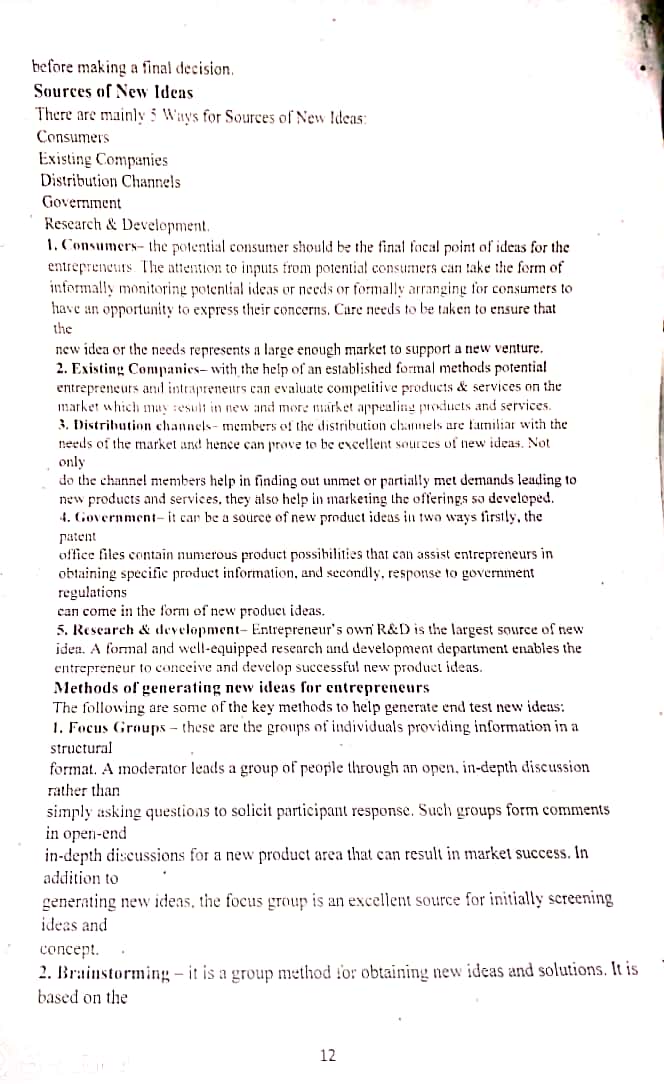 before making a final decision.
Sources of New Ideas
There are mainly 5 Ways for Sources of New Ideas:
Consumers
Existing Companies
Distribution Channels
Government
Research & Development.
1. Consumers– the potential consumer should be the final focal point of ideas for the
entrepreneurs. The attention to inputs from potential consumers can take the form of
informally monitoring potential ideas or needs or formally arranging for consumers to
have an opportunity to express their concerns. Care needs to be taken to ensure that
the
new idea or the needs represents a large enough market to support a new venture.
2. Existing Companies– with the help of an established formal methods potential
entrepreneurs and intrapreneurs can evaluate competitive products & services on the
market which may result in new and more market appealing products and services.
3. Distribution channels– members of the distribution channels are familiar with the
needs of the market and hence can prove to be excellent sources of new ideas. Not
only
do the channel members help in finding out unmet or partially met demands leading to
new products and services, they also help in marketing the offerings so developed.
4. Government– it can be a source of new product ideas in two ways firstly, the
patent
office files contain numerous product possibilities that can assist entrepreneurs in
obtaining specific product information, and secondly, response to government
regulations
can come in the form of new product ideas.
5. Research & development– Entrepreneur's own R&D is the largest source of new
idea. A formal and well-equipped research and development department enables the
entrepreneur to conceive and develop successful new product ideas.
Methods of generating new ideas for entrepreneurs
The following are some of the key methods to help generate end test new ideas:
1. Focus Groups – these are the groups of individuals providing information in a
structural
format. A moderator leads a group of people through an open, in-depth discussion
rather than
simply asking questions to solicit participant response. Such groups form comments
in open-end
in-depth discussions for a new product area that can result in market success. In
addition to
generating new ideas, the focus group is an excellent source for initially screening
ideas and
concept.
2. Brainstorming – it is a group method for obtaining new ideas and solutions. It is
based on the
12